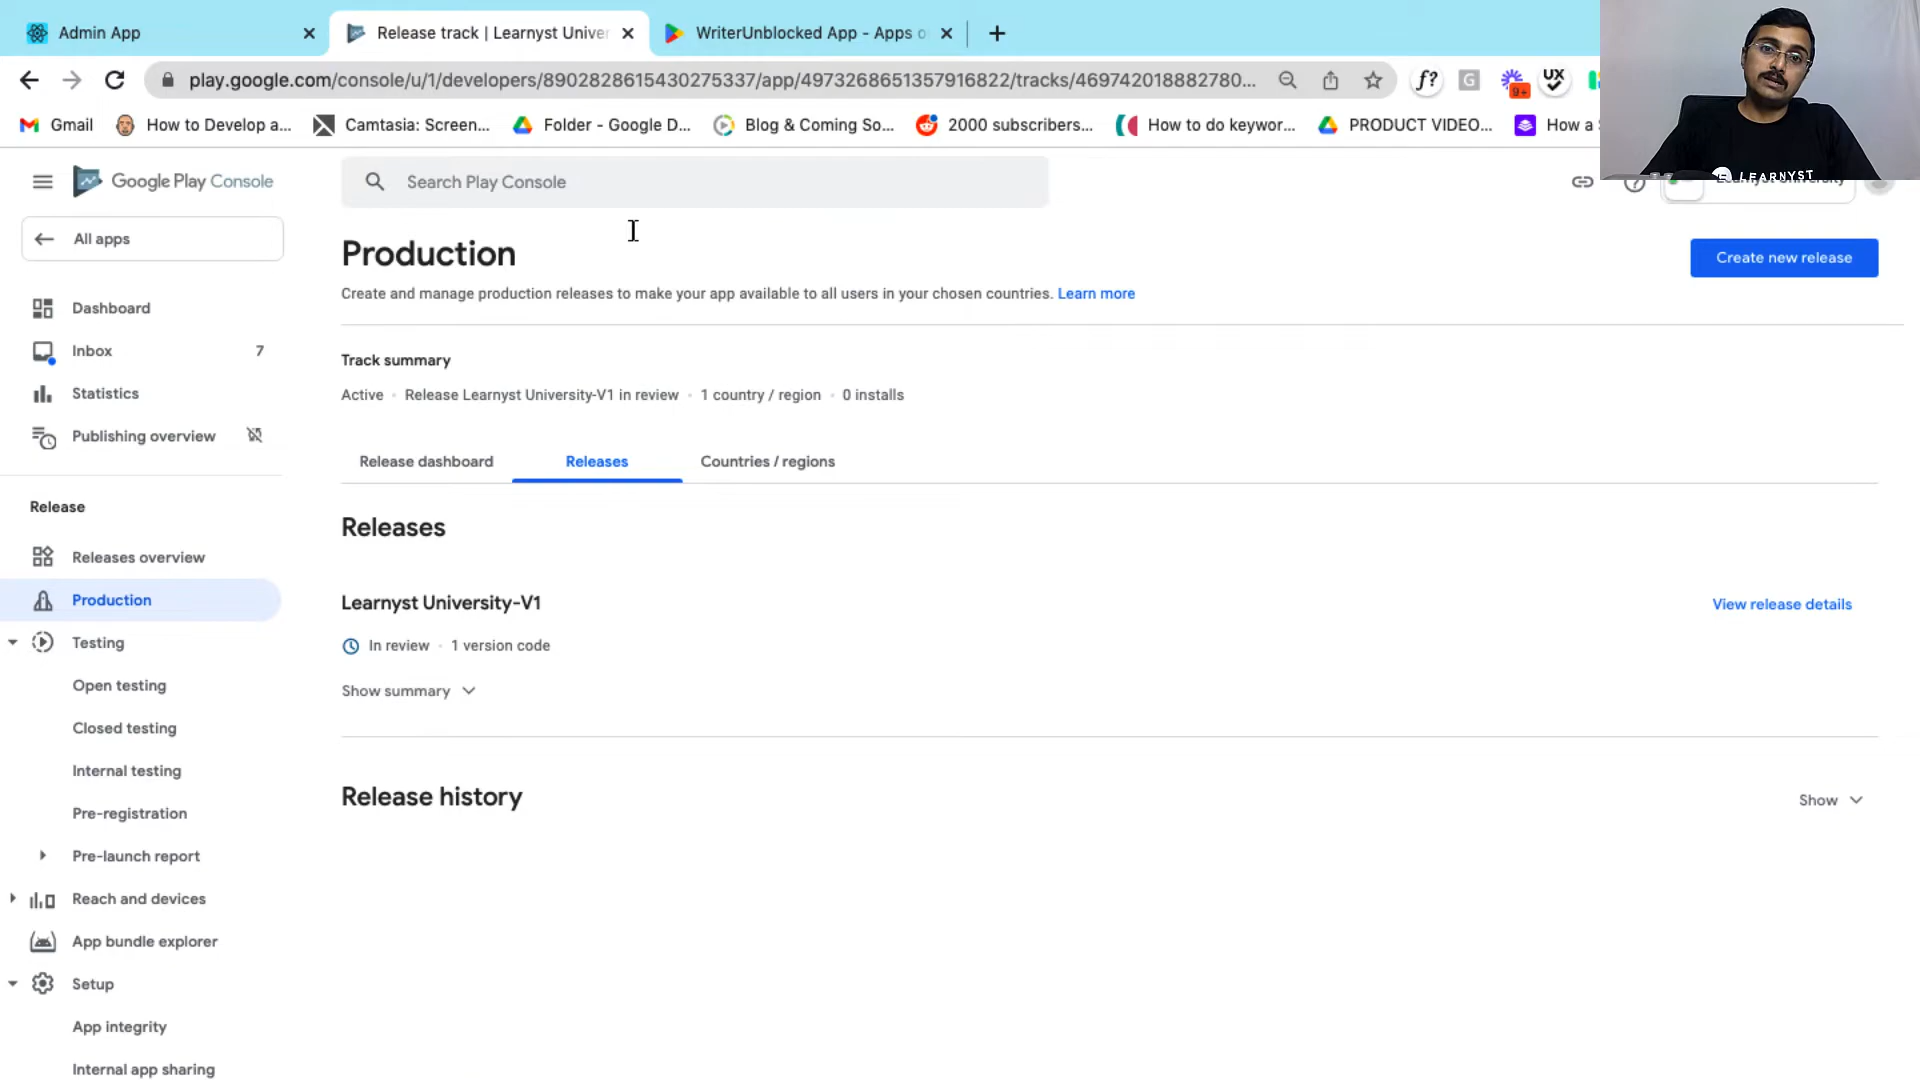 Admin App
Release track | Learnyst Univer
WriterUnblocked App - Apps o
play.google.com/console/u/1/developers/8902828615430275337/app/4973268651357916822/tracks/469742018882780...
f?
G
9+
UX
Gmail
How to Develop a...
Camtasia: Screen...
Folder - Google D...
Blog & Coming So...
2000 subscribers...
How to do keywor...
PRODUCT VIDEO...
How a
LEARNYST
Google Play Console
Search Play Console
Learnyst University
All apps
Production
Create new release
Create and manage production releases to make your app available to all users in your chosen countries. Learn more
Dashboard
Inbox 7
Statistics
Publishing overview
Track summary
Active • Release Learnyst University-V1 in review • 1 country / region • 0 installs
Release dashboard
Releases
Countries / regions
Release
Releases overview
Production
Testing
Open testing
Closed testing
Internal testing
Pre-registration
Pre-launch report
Reach and devices
App bundle explorer
Setup
App integrity
Internal app sharing
Releases
Learnyst University-V1
View release details
In review • 1 version code
Show summary
Release history
Show